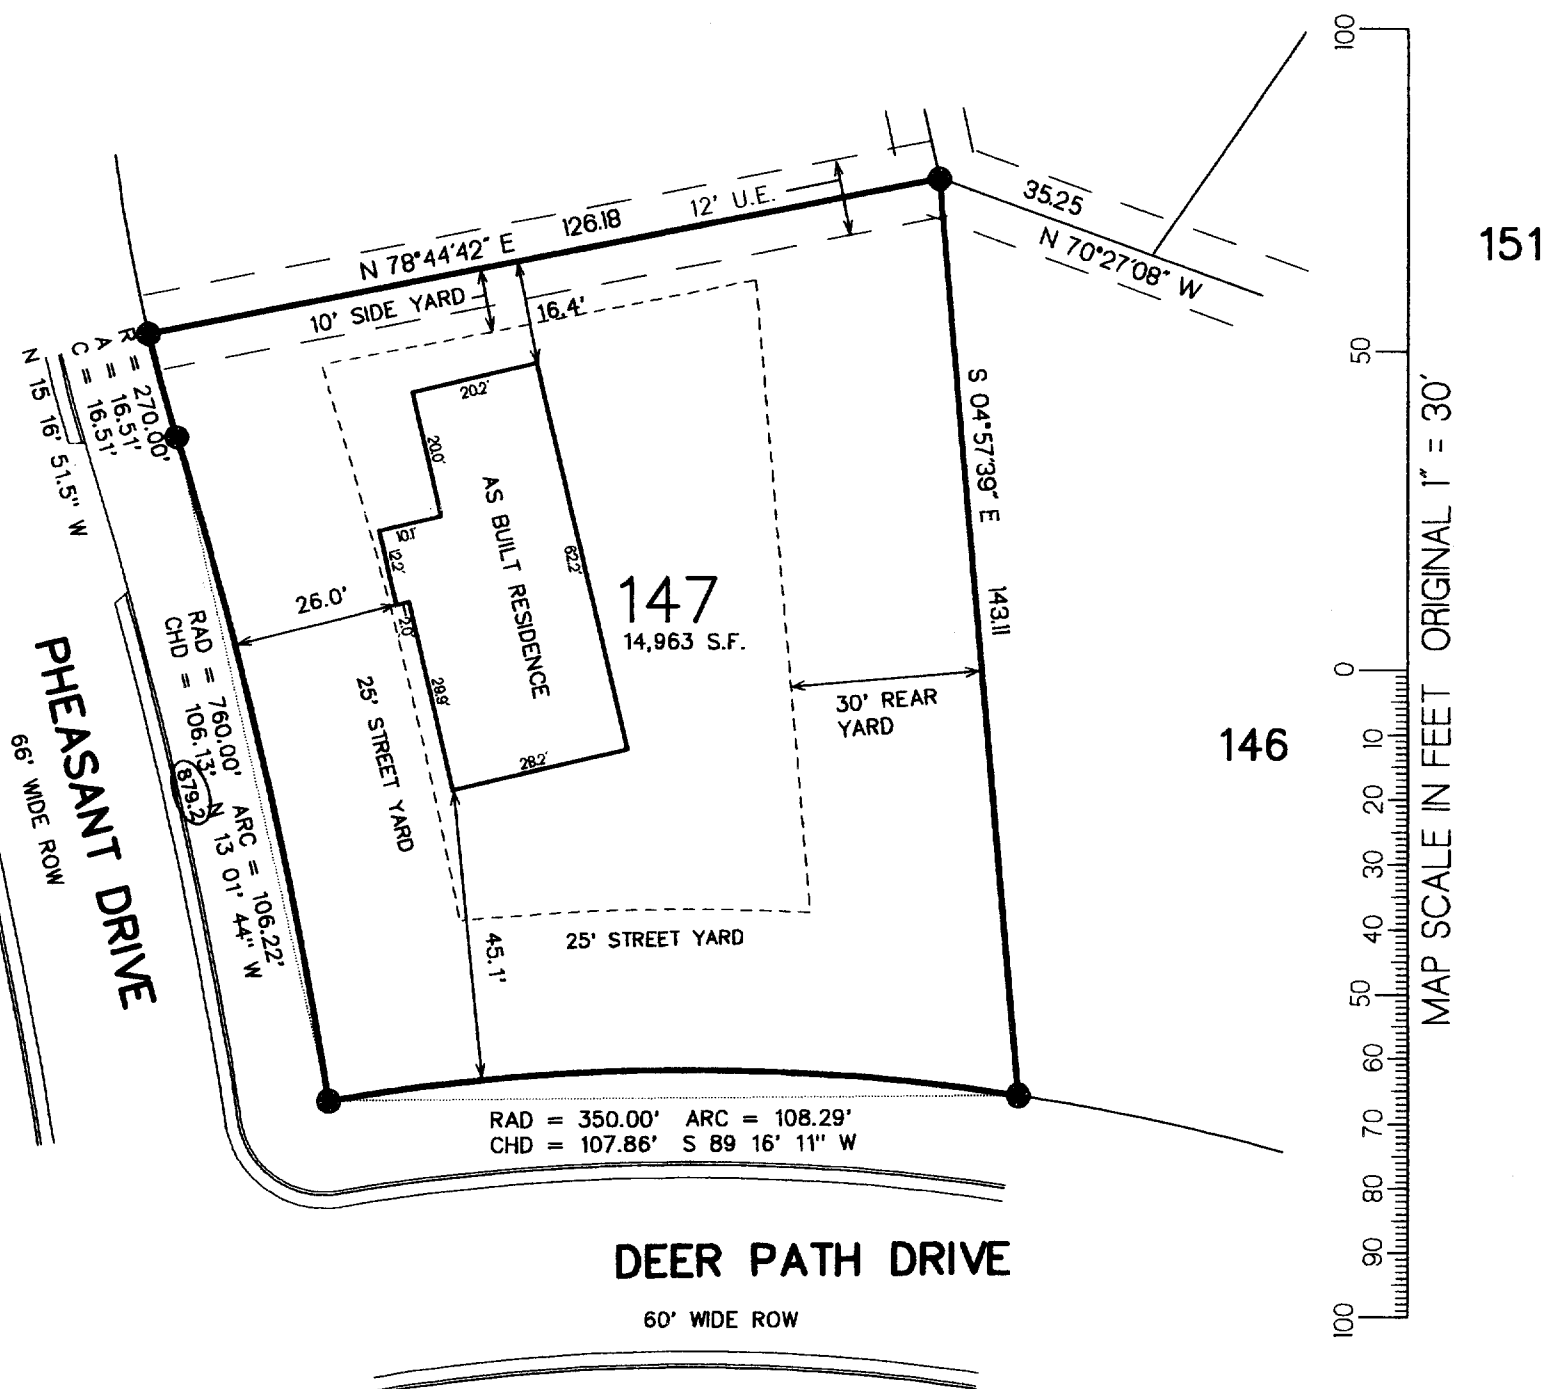 100
151
35.25
N 70°27'08" W
12' U.E.
126.18
N 78°44'42" E
10' SIDE YARD
16.4'
50
R = 270.00'
A = 16.51'
C = 16.51'
N 15 16' 51.5" W
20.2'
20.0'
S 04°57'39" E 143.11
AS BUILT RESIDENCE
10.1'
12.2'
62.2'
26.0'
2.0'
147
14,963 S.F.
29.9'
28.2'
25' STREET YARD
30' REAR
YARD
146
RAD = 760.00' ARC = 106.22'
CHD = 106.13' N 13 01' 44" W
879.2
PHEASANT DRIVE
66' WIDE ROW
25' STREET YARD
45.1'
RAD = 350.00' ARC = 108.29'
CHD = 107.86' S 89 16' 11" W
DEER PATH DRIVE
60' WIDE ROW
0
10
20
30
40
50
60
70
80
90
100
MAP SCALE IN FEET ORIGINAL 1" = 30'